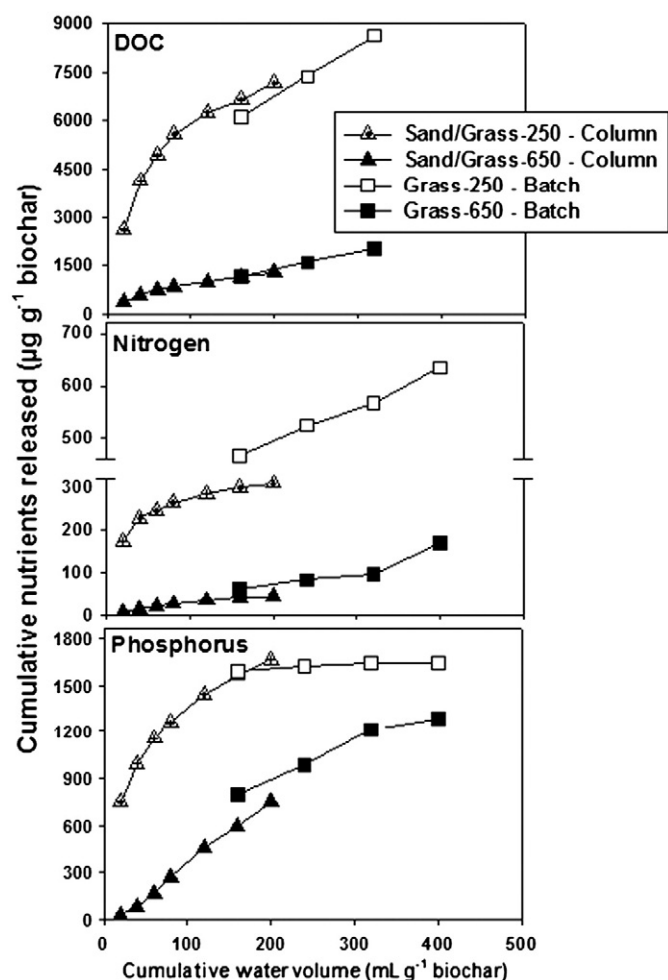 Cumulative nutrients released (µg g⁻¹ biochar)
9000
7500
6000
4500
3000
1500
0
DOC
Sand/Grass-250 - Column
Sand/Grass-650 - Column
Grass-250 - Batch
Grass-650 - Batch
700
600
500
300
200
100
0
Nitrogen
1800
1500
1200
900
600
300
0
Phosphorus
0 100 200 300 400 500
Cumulative water volume (mL g⁻¹ biochar)